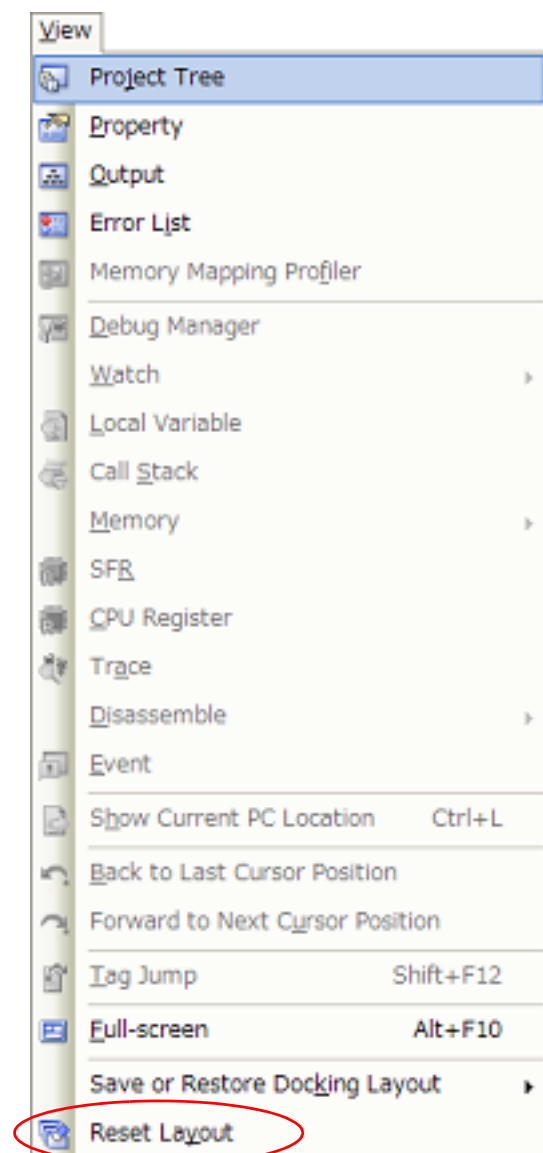 View
Project Tree
Property
Output
Error List
Memory Mapping Profiler
Debug Manager
Watch
Local Variable
Call Stack
Memory
SFR
CPU Register
Trace
Disassemble
Event
Show Current PC Location Ctrl+L
Back to Last Cursor Position
Forward to Next Cursor Position
Tag Jump Shift+F12
Full-screen Alt+F10
Save or Restore Docking Layout
Reset Layout